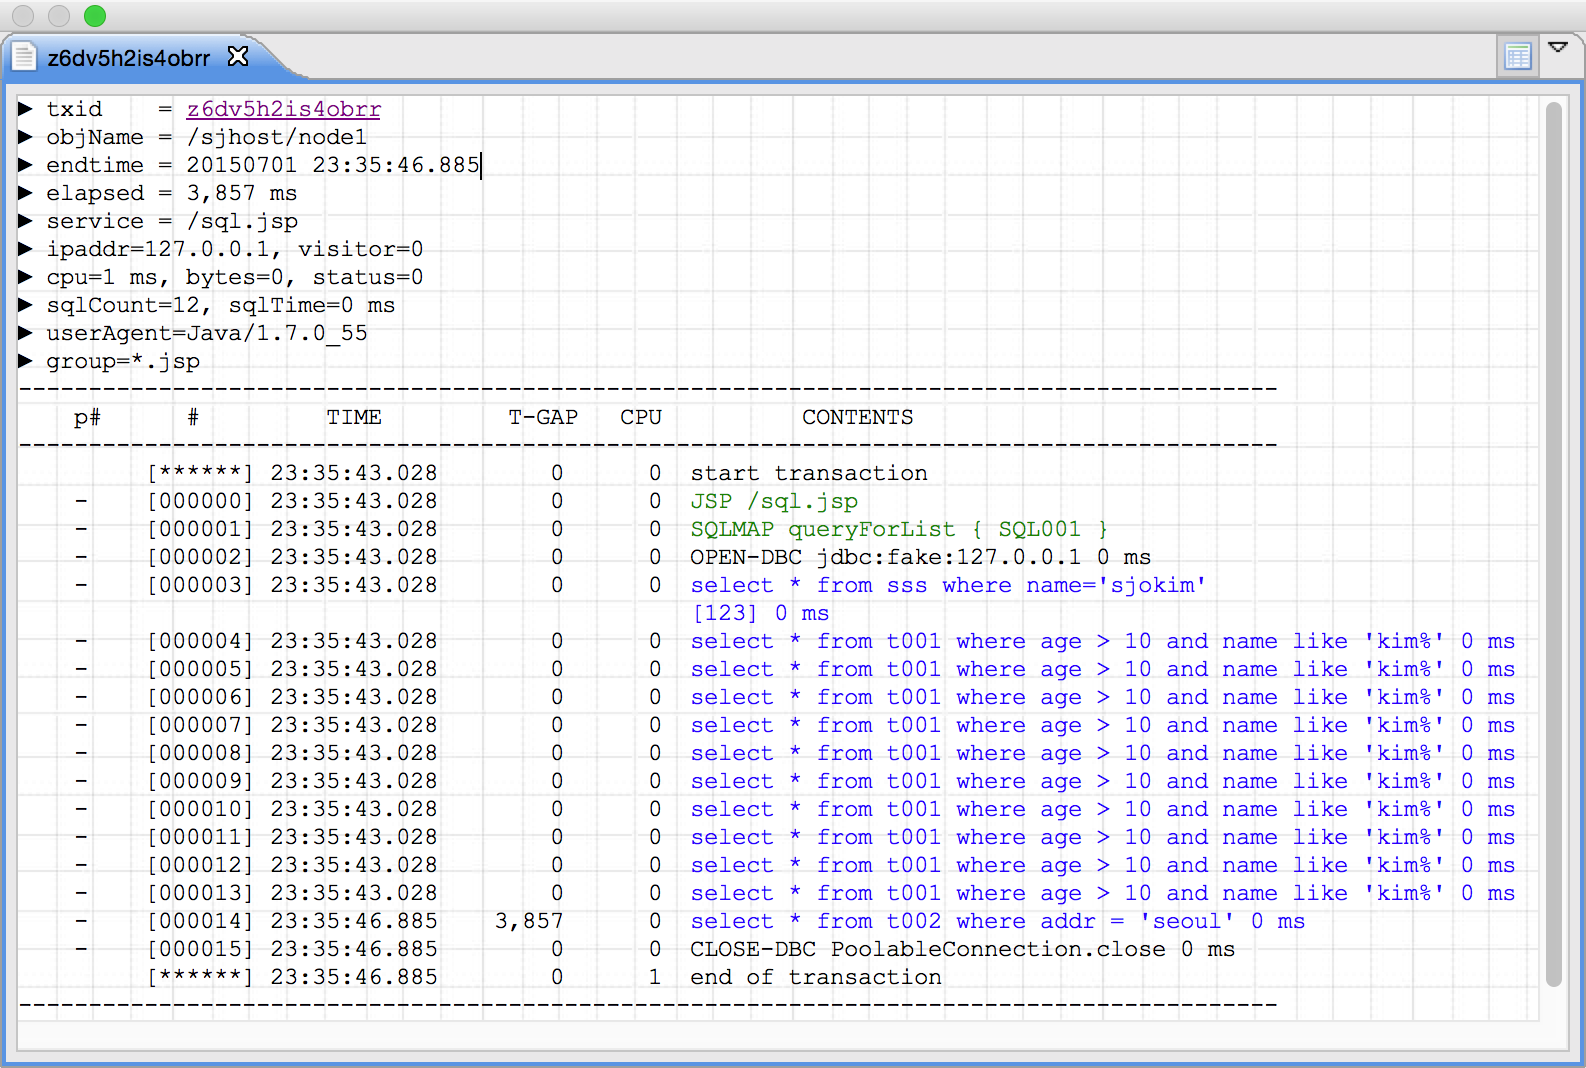 z6dv5h2is4obrr
▶ txid    = z6dv5h2is4obrr
▶ objName = /sjhost/node1
▶ endtime = 20150701 23:35:46.885
▶ elapsed = 3,857 ms
▶ service = /sql.jsp
▶ ipaddr=127.0.0.1, visitor=0
▶ cpu=1 ms, bytes=0, status=0
▶ sqlCount=12, sqlTime=0 ms
▶ userAgent=Java/1.7.0_55
▶ group=*.jsp
------------------------------------------------------------------------------------------
p# # TIME T-GAP CPU CONTENTS
------------------------------------------------------------------------------------------
[******] 23:35:43.028 0 0 start transaction
- [000000] 23:35:43.028 0 0 JSP /sql.jsp
- [000001] 23:35:43.028 0 0 SQLMAP queryForList { SQL001 }
- [000002] 23:35:43.028 0 0 OPEN-DBC jdbc:fake:127.0.0.1 0 ms
- [000003] 23:35:43.028 0 0 select * from sss where name='sjokim'
[123] 0 ms
- [000004] 23:35:43.028 0 0 select * from t001 where age > 10 and name like 'kim%' 0 ms
- [000005] 23:35:43.028 0 0 select * from t001 where age > 10 and name like 'kim%' 0 ms
- [000006] 23:35:43.028 0 0 select * from t001 where age > 10 and name like 'kim%' 0 ms
- [000007] 23:35:43.028 0 0 select * from t001 where age > 10 and name like 'kim%' 0 ms
- [000008] 23:35:43.028 0 0 select * from t001 where age > 10 and name like 'kim%' 0 ms
- [000009] 23:35:43.028 0 0 select * from t001 where age > 10 and name like 'kim%' 0 ms
- [000010] 23:35:43.028 0 0 select * from t001 where age > 10 and name like 'kim%' 0 ms
- [000011] 23:35:43.028 0 0 select * from t001 where age > 10 and name like 'kim%' 0 ms
- [000012] 23:35:43.028 0 0 select * from t001 where age > 10 and name like 'kim%' 0 ms
- [000013] 23:35:43.028 0 0 select * from t001 where age > 10 and name like 'kim%' 0 ms
- [000014] 23:35:46.885 3,857 0 select * from t002 where addr = 'seoul' 0 ms
- [000015] 23:35:46.885 0 0 CLOSE-DBC PoolableConnection.close 0 ms
[******] 23:35:46.885 0 1 end of transaction
------------------------------------------------------------------------------------------